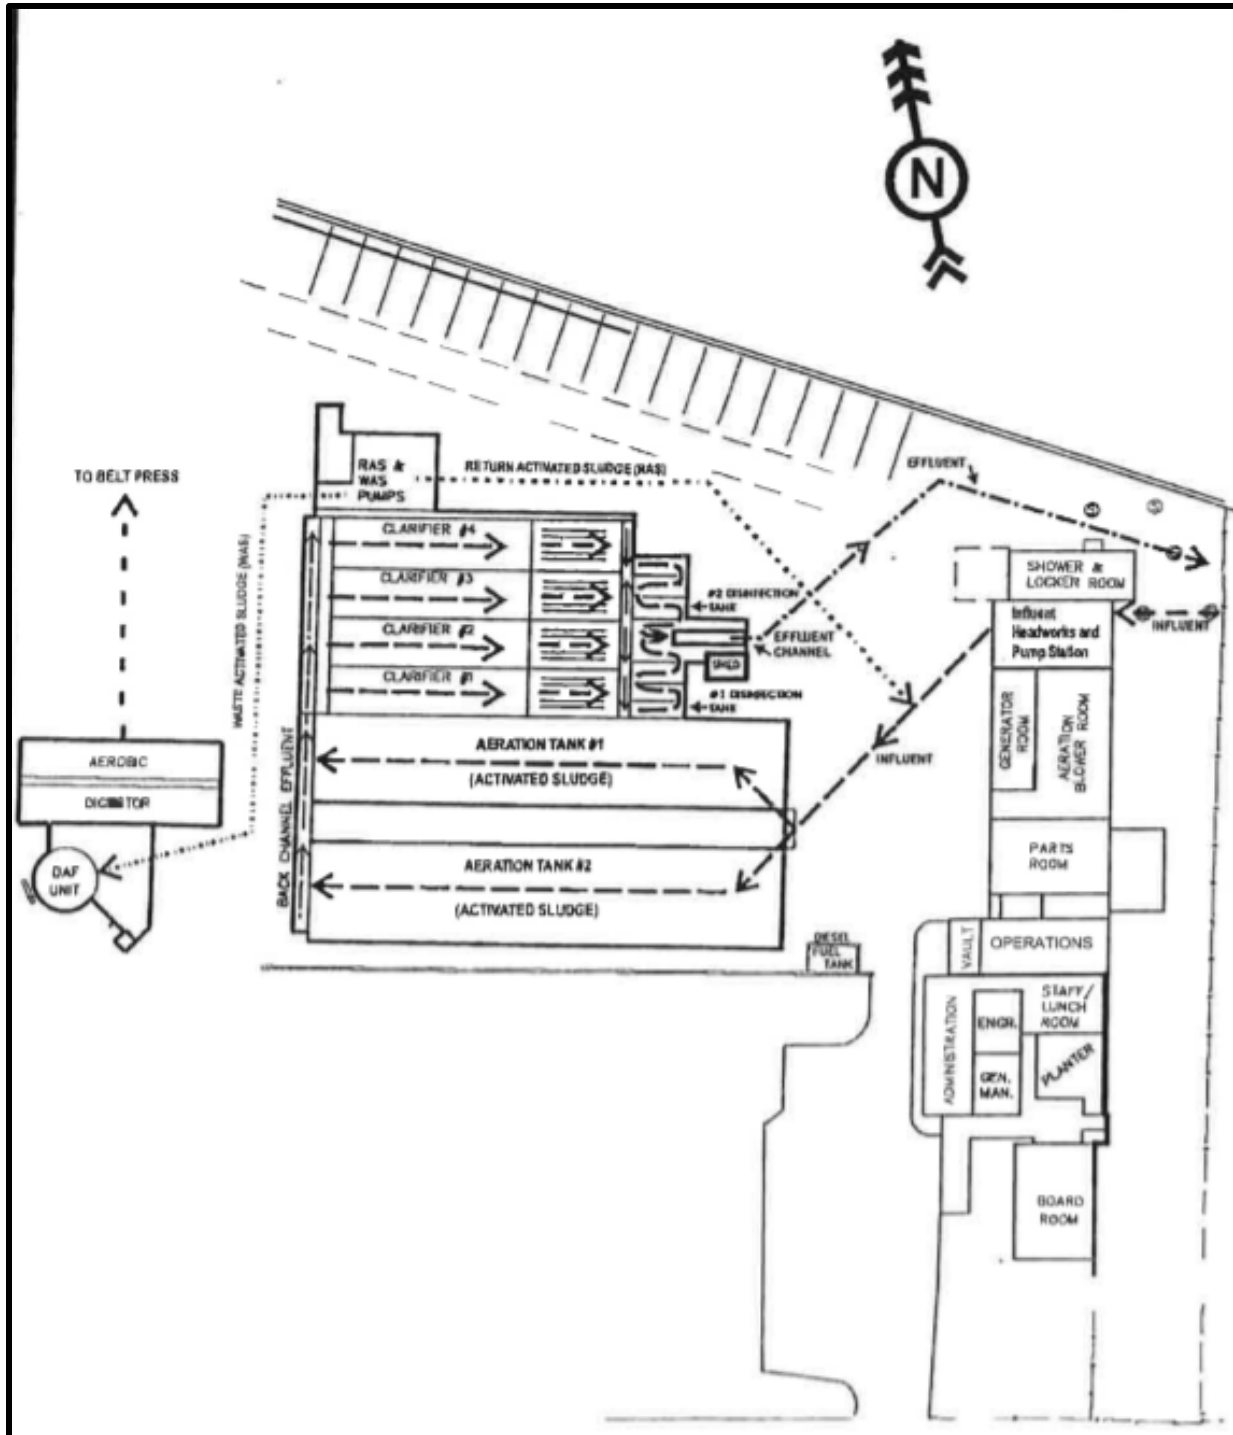 N
TO BELT PRESS
RAS &
WAS
PUMPS
RETURN ACTIVATED SLUDGE (RAS)
EFFLUENT
WASTE ACTIVATED SLUDGE (WAS)
CLARIFIER #4
CLARIFIER #3
CLARIFIER #2
CLARIFIER #1
#2 DISINFECTION
TANK
EFFLUENT
CHANNEL
SHED
#1 DISINFECTION
TANK
SHOWER &
LOCKER ROOM
INFLUENT
Influent
Headworks and
Pump Station
GENERATOR
ROOM
AERATION
BLOWER ROOM
INFLUENT
AERATION TANK #1
(ACTIVATED SLUDGE)
AERATION TANK #2
(ACTIVATED SLUDGE)
BACK CHANNEL EFFLUENT
AEROBIC
DIGESTOR
DAF
UNIT
PARTS
ROOM
DIESEL
FUEL
TANK
VAULT
OPERATIONS
STAFF/
LUNCH
ROOM
ADMINISTRATION
ENGR.
GEN.
MAN.
PLANTER
BOARD
ROOM